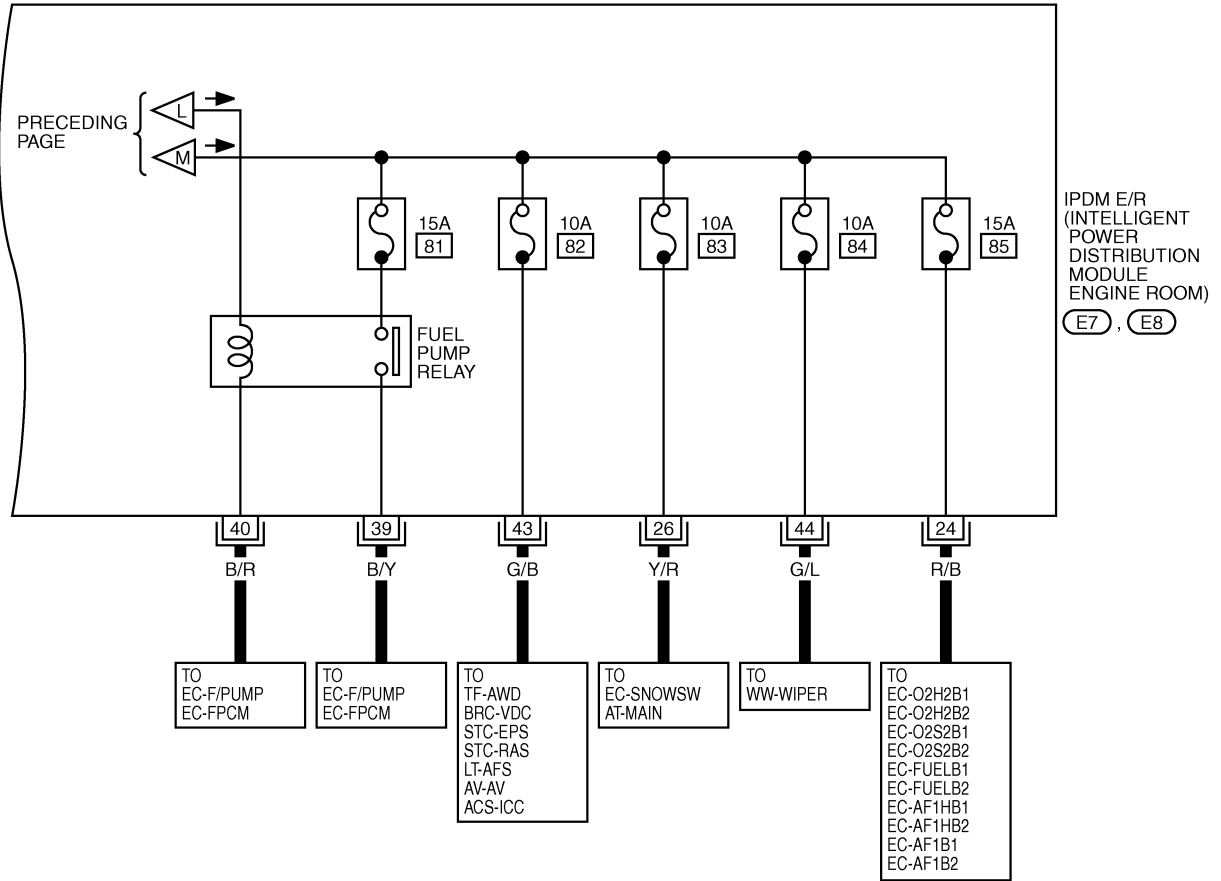 PRECEDING
PAGE
L
M
15A
81
10A
82
10A
83
10A
84
15A
85
IPDM E/R
(INTELLIGENT
POWER
DISTRIBUTION
MODULE
ENGINE ROOM)
E7 , E8
FUEL
PUMP
RELAY
40
39
43
26
44
24
B/R
B/Y
G/B
Y/R
G/L
R/B
TO
EC-F/PUMP
EC-FPCM
TO
EC-F/PUMP
EC-FPCM
TO
TF-AWD
BRC-VDC
STC-EPS
STC-RAS
LT-AFS
AV-AV
ACS-ICC
TO
EC-SNOWSW
AT-MAIN
TO
WW-WIPER
TO
EC-O2H2B1
EC-O2H2B2
EC-O2S2B1
EC-O2S2B2
EC-FUELB1
EC-FUELB2
EC-AF1HB1
EC-AF1HB2
EC-AF1B1
EC-AF1B2